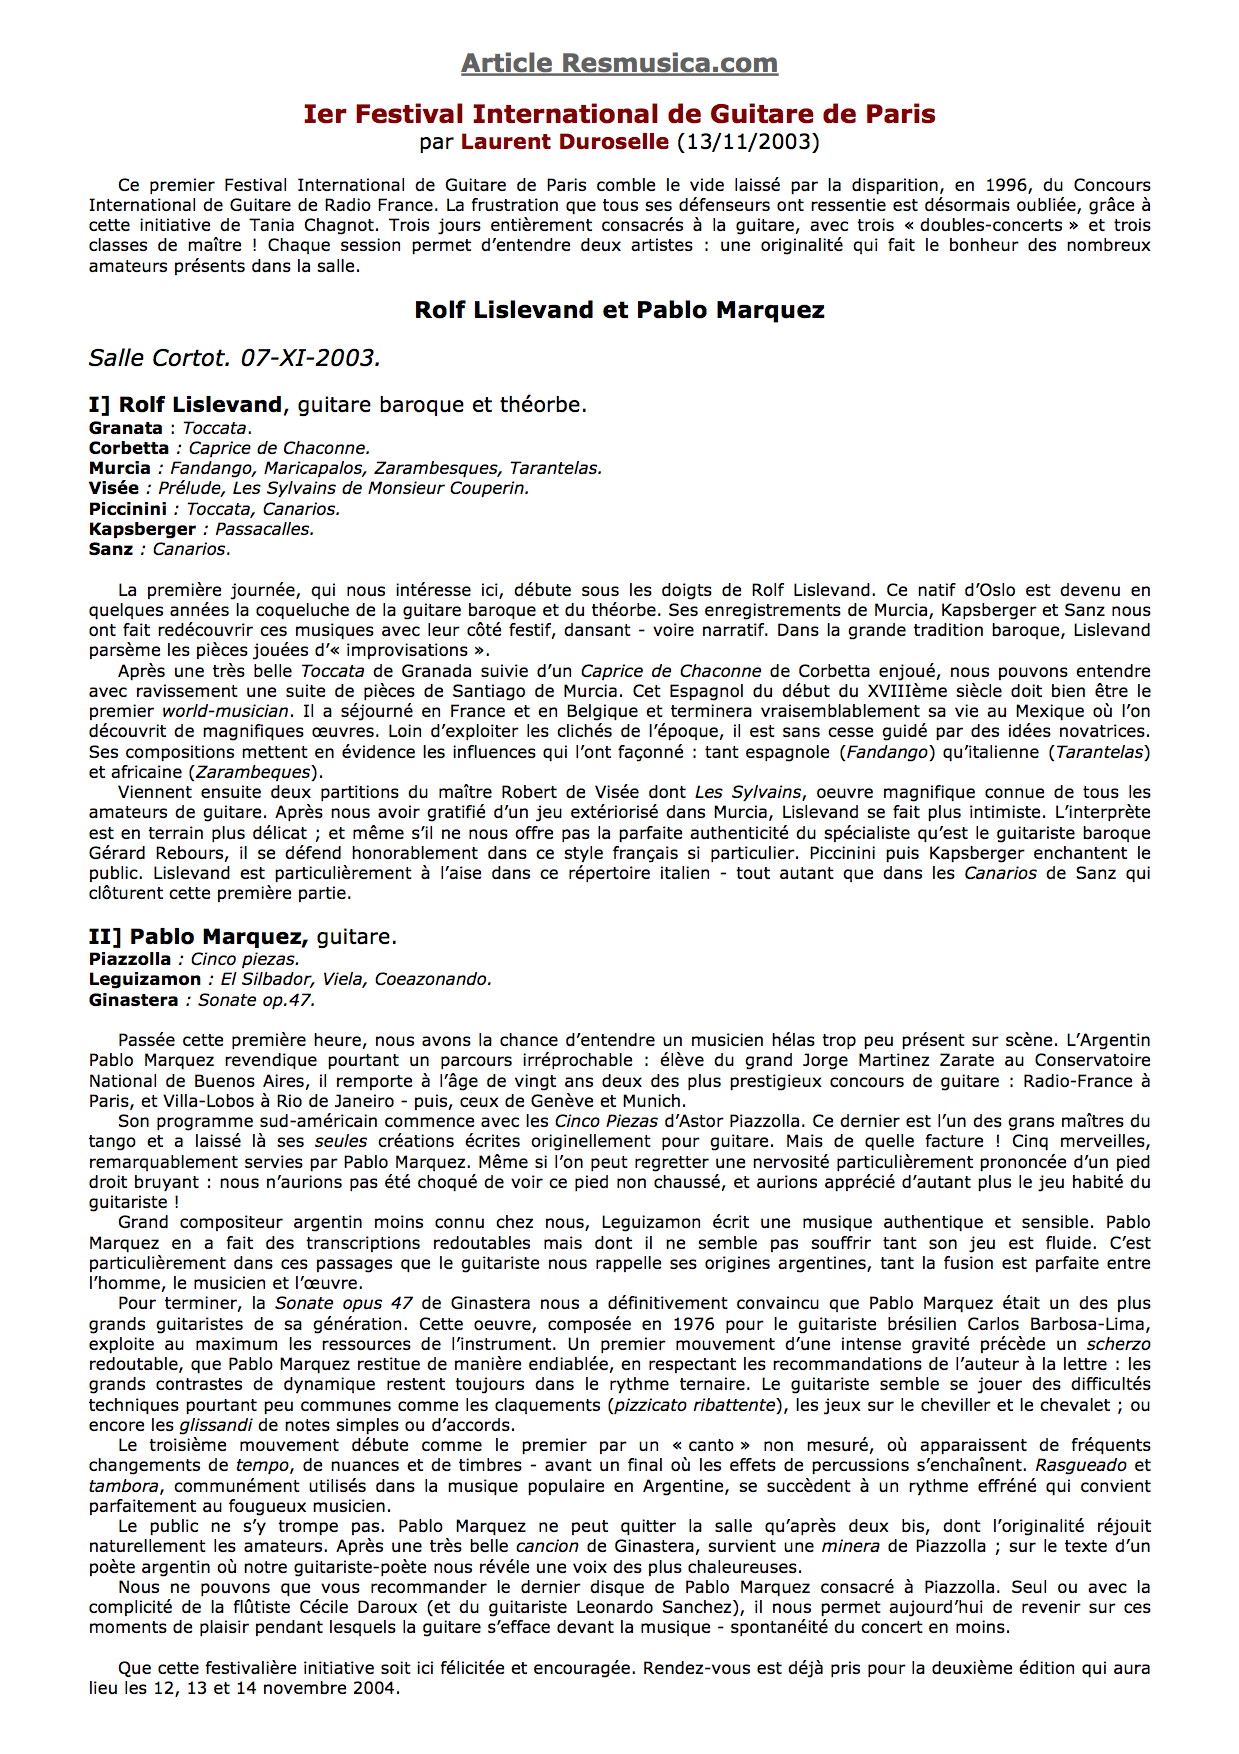 Article Resmusica.com
Ier Festival International de Guitare de Paris
par Laurent Duroselle (13/11/2003)
Ce premier Festival International de Guitare de Paris comble le vide laissé par la disparition, en 1996, du Concours
International de Guitare de Radio France. La frustration que tous ses défenseurs ont ressentie est désormais oubliée, grâce à
cette initiative de Tania Chagnot. Trois jours entièrement consacrés à la guitare, avec trois « doubles-concerts » et trois
classes de maître ! Chaque session permet d’entendre deux artistes : une originalité qui fait le bonheur des nombreux
amateurs présents dans la salle.
Rolf Lislevand et Pablo Marquez
Salle Cortot. 07-XI-2003.
I] Rolf Lislevand, guitare baroque et théorbe.
Granata : Toccata.
Corbetta : Caprice de Chaconne.
Murcia : Fandango, Maricapalos, Zarambesques, Tarantelas.
Visée : Prélude, Les Sylvains de Monsieur Couperin.
Piccinini : Toccata, Canarios.
Kapsberger : Passacalles.
Sanz : Canarios.
La première journée, qui nous intéresse ici, débute sous les doigts de Rolf Lislevand. Ce natif d’Oslo est devenu en
quelques années la coqueluche de la guitare baroque et du théorbe. Ses enregistrements de Murcia, Kapsberger et Sanz nous
ont fait redécouvrir ces musiques avec leur côté festif, dansant - voire narratif. Dans la grande tradition baroque, Lislevand
parsème les pièces jouées d’« improvisations ».
Après une très belle Toccata de Granada suivie d’un Caprice de Chaconne de Corbetta enjoué, nous pouvons entendre
avec ravissement une suite de pièces de Santiago de Murcia. Cet Espagnol du début du XVIIIème siècle doit bien être le
premier world-musician. Il a séjourné en France et en Belgique et terminera vraisemblablement sa vie au Mexique où l’on
découvrit de magnifiques œuvres. Loin d’exploiter les clichés de l’époque, il est sans cesse guidé par des idées novatrices.
Ses compositions mettent en évidence les influences qui l’ont façonné : tant espagnole (Fandango) qu’italienne (Tarantelas)
et africaine (Zarambeques).
Viennent ensuite deux partitions du maître Robert de Visée dont Les Sylvains, oeuvre magnifique connue de tous les
amateurs de guitare. Après nous avoir gratifié d’un jeu extériorisé dans Murcia, Lislevand se fait plus intimiste. L’interprète
est en terrain plus délicat ; et même s’il ne nous offre pas la parfaite authenticité du spécialiste qu’est le guitariste baroque
Gérard Rebours, il se défend honorablement dans ce style français si particulier. Piccinini puis Kapsberger enchantent le
public. Lislevand est particulièrement à l’aise dans ce répertoire italien - tout autant que dans les Canarios de Sanz qui
clôturent cette première partie.
II] Pablo Marquez, guitare.
Piazzolla : Cinco piezas.
Leguizamon : El Silbador, Viela, Coeazonando.
Ginastera : Sonate op.47.
Passée cette première heure, nous avons la chance d’entendre un musicien hélas trop peu présent sur scène. L’Argentin
Pablo Marquez revendique pourtant un parcours irréprochable : élève du grand Jorge Martinez Zarate au Conservatoire
National de Buenos Aires, il remporte à l’âge de vingt ans deux des plus prestigieux concours de guitare : Radio-France à
Paris, et Villa-Lobos à Rio de Janeiro - puis, ceux de Genève et Munich.
Son programme sud-américain commence avec les Cinco Piezas d’Astor Piazzolla. Ce dernier est l’un des grans maîtres du
tango et a laissé là ses seules créations écrites originellement pour guitare. Mais de quelle facture ! Cinq merveilles,
remarquablement servies par Pablo Marquez. Même si l’on peut regretter une nervosité particulièrement prononcée d’un pied
droit bruyant : nous n’aurions pas été choqué de voir ce pied non chaussé, et aurions apprécié d’autant plus le jeu habité du
guitariste !
Grand compositeur argentin moins connu chez nous, Leguizamon écrit une musique authentique et sensible. Pablo
Marquez en a fait des transcriptions redoutables mais dont il ne semble pas souffrir tant son jeu est fluide. C’est
particulièrement dans ces passages que le guitariste nous rappelle ses origines argentines, tant la fusion est parfaite entre
l’homme, le musicien et l’œuvre.
Pour terminer, la Sonate opus 47 de Ginastera nous a définitivement convaincu que Pablo Marquez était un des plus
grands guitaristes de sa génération. Cette oeuvre, composée en 1976 pour le guitariste brésilien Carlos Barbosa-Lima,
exploite au maximum les ressources de l’instrument. Un premier mouvement d’une intense gravité précède un scherzo
redoutable, que Pablo Marquez restitue de manière endiablée, en respectant les recommandations de l’auteur à la lettre : les
grands contrastes de dynamique restent toujours dans le rythme ternaire. Le guitariste semble se jouer des difficultés
techniques pourtant peu communes comme les claquements (pizzicato ribattente), les jeux sur le cheviller et le chevalet ; ou
encore les glissandi de notes simples ou d’accords.
Le troisième mouvement débute comme le premier par un « canto » non mesuré, où apparaissent de fréquents
changements de tempo, de nuances et de timbres - avant un final où les effets de percussions s’enchaînent. Rasgueado et
tambora, communément utilisés dans la musique populaire en Argentine, se succèdent à un rythme effréné qui convient
parfaitement au fougueux musicien.
Le public ne s’y trompe pas. Pablo Marquez ne peut quitter la salle qu’après deux bis, dont l’originalité réjouit
naturellement les amateurs. Après une très belle cancion de Ginastera, survient une minera de Piazzolla ; sur le texte d’un
poète argentin où notre guitariste-poète nous révéle une voix des plus chaleureuses.
Nous ne pouvons que vous recommander le dernier disque de Pablo Marquez consacré à Piazzolla. Seul ou avec la
complicité de la flûtiste Cécile Daroux (et du guitariste Leonardo Sanchez), il nous permet aujourd’hui de revenir sur ces
moments de plaisir pendant lesquels la guitare s’efface devant la musique - spontanéité du concert en moins.
Que cette festivalière initiative soit ici félicitée et encouragée. Rendez-vous est déjà pris pour la deuxième édition qui aura
lieu les 12, 13 et 14 novembre 2004.